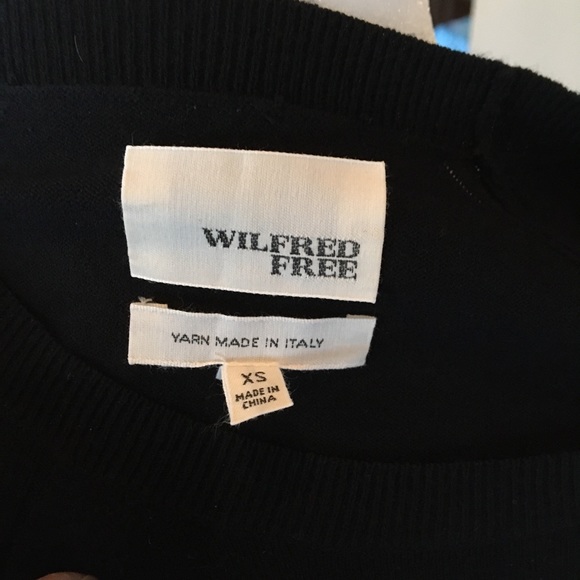 WILFRED
FREE
YARN MADE IN ITALY
XS
MADE IN
CHINA